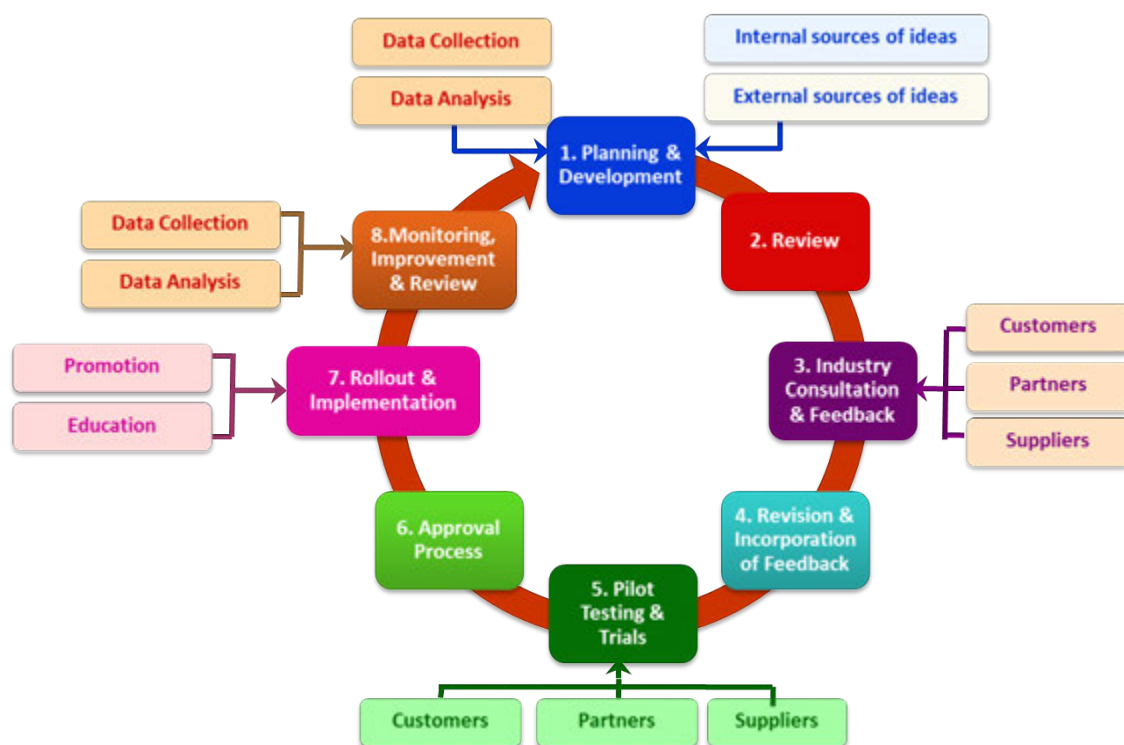 Data Collection
Internal sources of ideas
Data Analysis
External sources of ideas
1. Planning &
Development
2. Review
Data Collection
Data Analysis
8.Monitoring,
Improvement
& Review
Customers
Partners
Suppliers
3. Industry
Consultation
& Feedback
Promotion
Education
7. Rollout &
Implementation
4. Revision &
Incorporation
of Feedback
6. Approval
Process
5. Pilot
Testing &
Trials
Customers
Partners
Suppliers